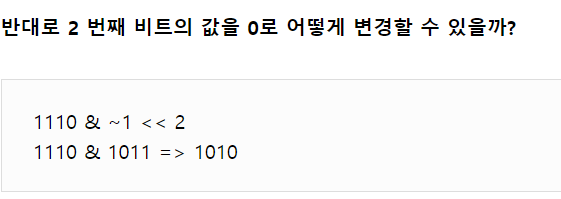 반대로 2 번째 비트의 값을 0로 어떻게 변경할 수 있을까?
1110 & ~1 << 2
1110 & 1011 => 1010